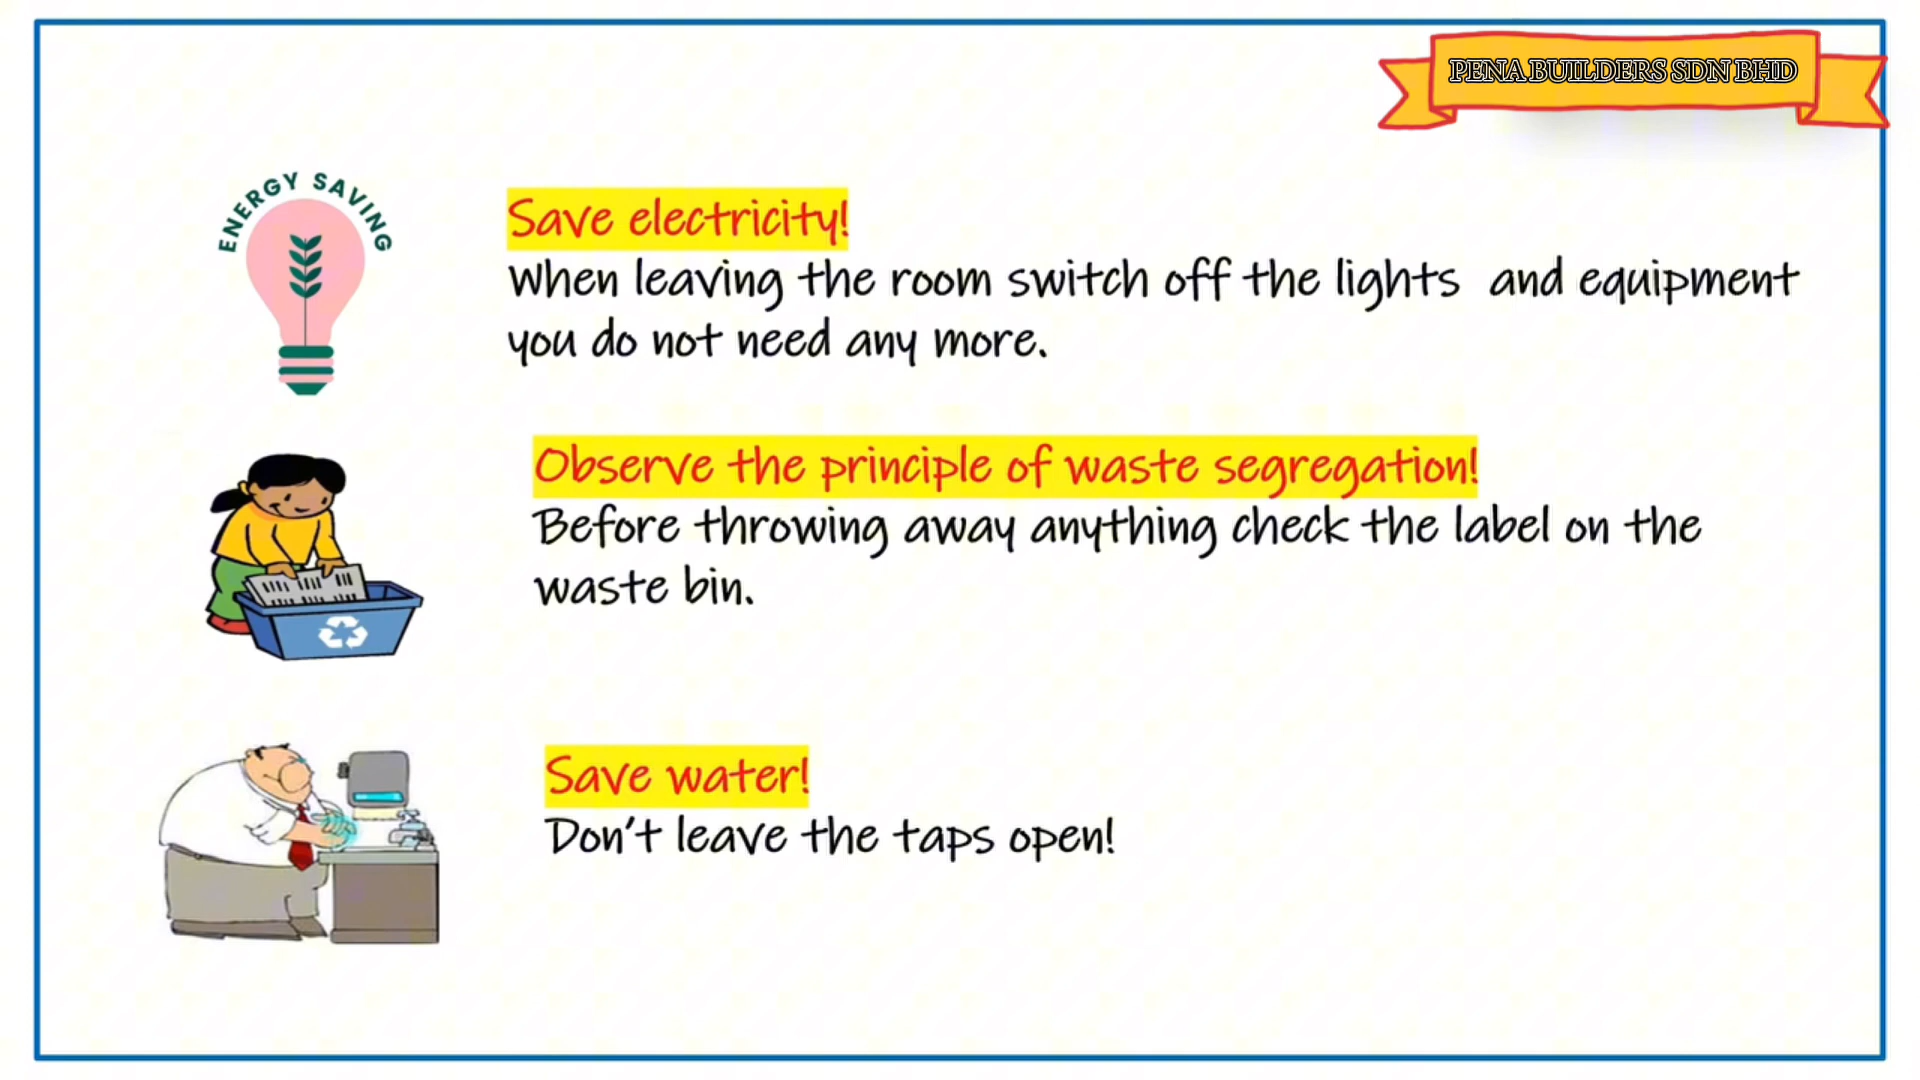 PENA BUILDERS SDN BHD
ENERGY SAVING
Save electricity!
When leaving the room switch off the lights and equipment
you do not need any more.
Observe the principle of waste segregation!
Before throwing away anything check the label on the
waste bin.
Save water!
Don't leave the taps open!